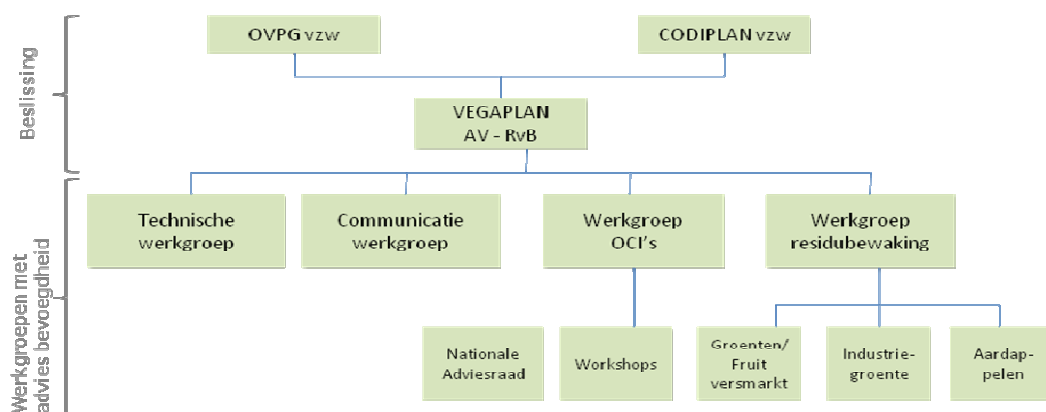 OVPG vzw
CODIPLAN vzw
Beslissing
VEGAPLAN
AV - RvB
Technische
werkgroep
Communicatie
werkgroep
Werkgroep
OCI's
Werkgroep
residubewaking
Werkgroepen met
advies bevoegdheid
Nationale
Adviesraad
Workshops
Groenten/
Fruit
versmarkt
Industrie-
groente
Aardap-
pelen